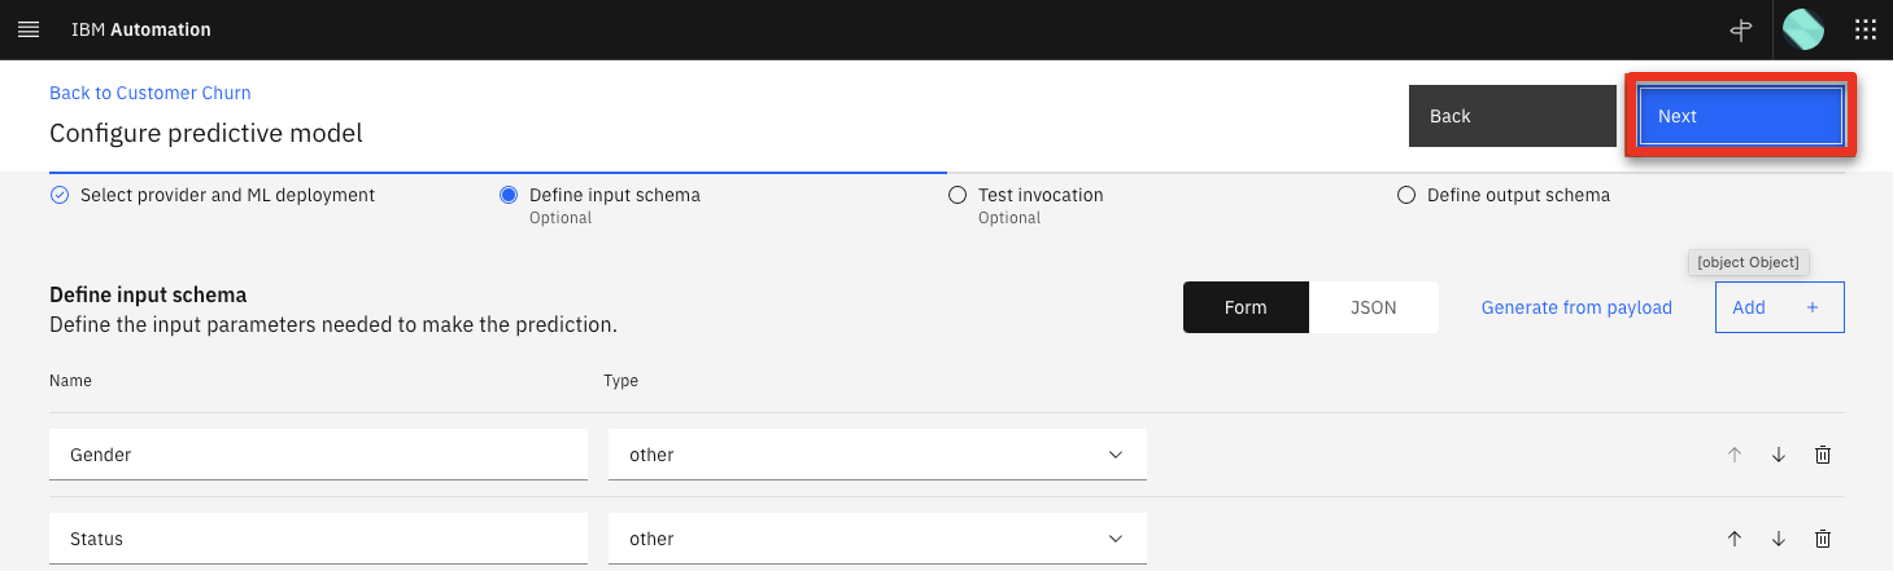 IBM Automation
Back to Customer Churn
Configure predictive model
Back
Next
Select provider and ML deployment
Define input schema
Optional
Test invocation
Optional
Define output schema
[object Object]
Define input schema
Define the input parameters needed to make the prediction.
Form
JSON
Generate from payload
Add +
Name
Type
Gender
other
Status
other